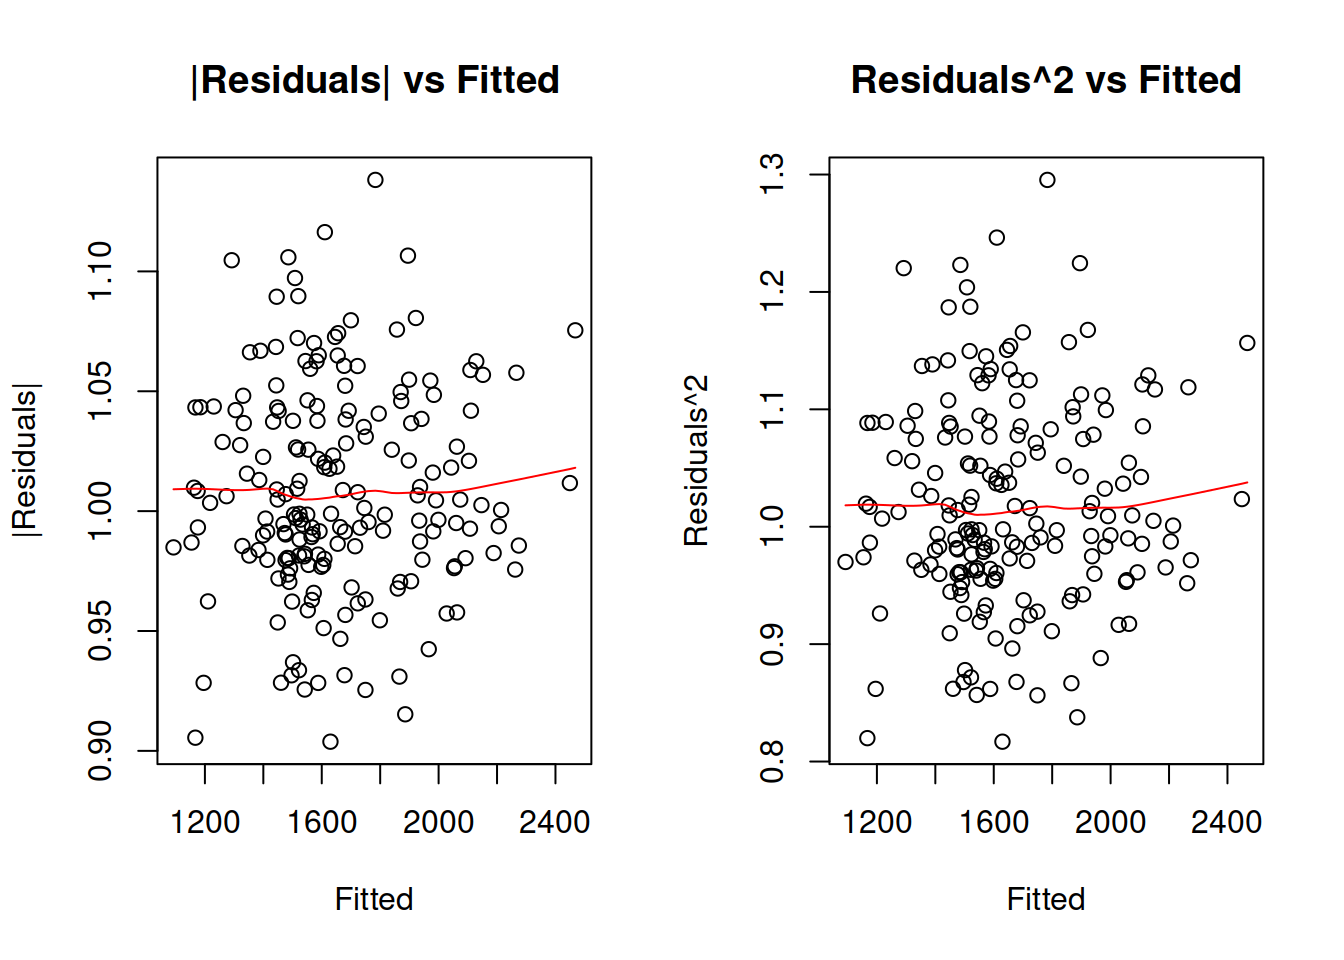 |Residuals| vs Fitted
|Residuals|
1.10
1.05
1.00
0.95
0.90
1200 1600 2000 2400
Fitted
Residuals^2 vs Fitted
Residuals^2
1.3
1.2
1.1
1.0
0.9
0.8
1200 1600 2000 2400
Fitted